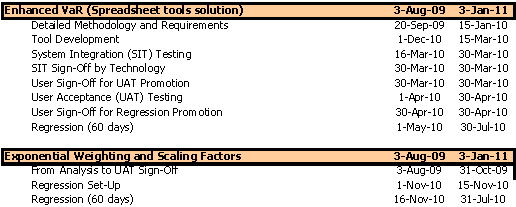 Enhanced VaR (Spreadsheet tools solution) 3-Aug-09 3-Jan-11
Detailed Methodology and Requirements 20-Sep-09 15-Jan-10
Tool Development 1-Dec-10 15-Mar-10
System Integration (SIT) Testing 16-Mar-10 30-Mar-10
SIT Sign-Off by Technology 30-Mar-10 30-Mar-10
User Sign-Off for UAT Promotion 30-Mar-10 30-Mar-10
User Acceptance (UAT) Testing 1-Apr-10 30-Apr-10
User Sign-Off for Regression Promotion 30-Apr-10 30-Apr-10
Regression (60 days) 1-May-10 30-Jul-10
Exponential Weighting and Scaling Factors 3-Aug-09 3-Jan-11
From Analysis to UAT Sign-Off 3-Aug-09 31-Oct-09
Regression Set-Up 1-Nov-10 15-Nov-10
Regression (60 days) 16-Nov-10 31-Jul-10